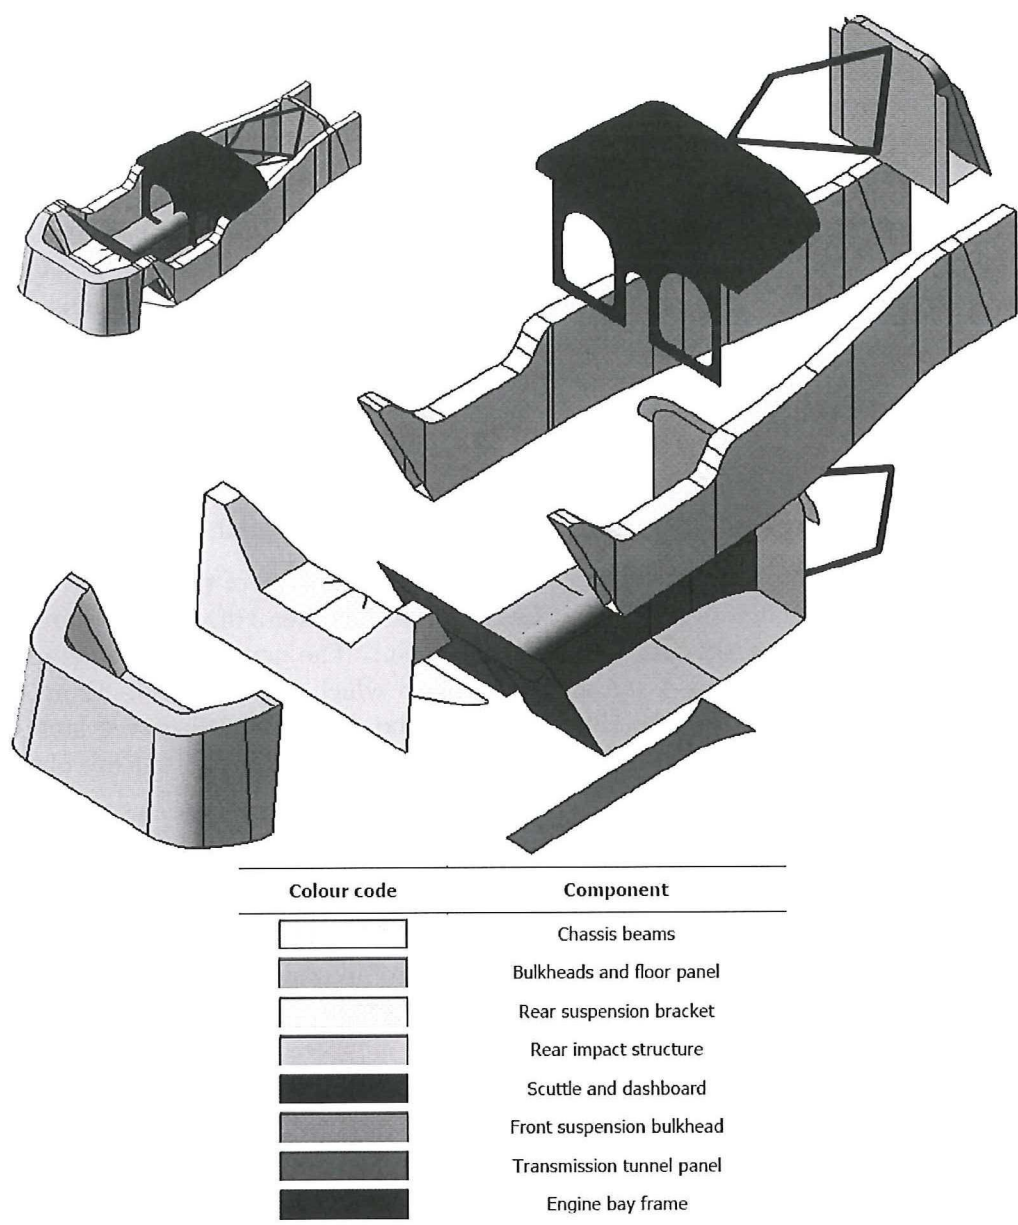 Colour code Component
Chassis beams
Bulkheads and floor panel
Rear suspension bracket
Rear impact structure
Scuttle and dashboard
Front suspension bulkhead
Transmission tunnel panel
Engine bay frame